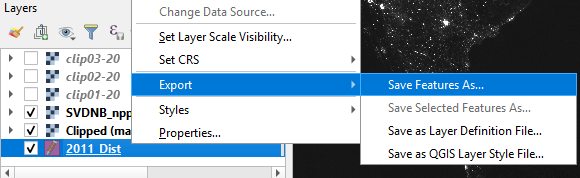 Layers
clip03-20
clip02-20
clip01-20
SVDNB_npp
Clipped (ma
2011_Dist
Change Data Source...
Set Layer Scale Visibility...
Set CRS
Export
Styles
Properties...
Save Features As...
Save Selected Features As...
Save as Layer Definition File...
Save as QGIS Layer Style File...